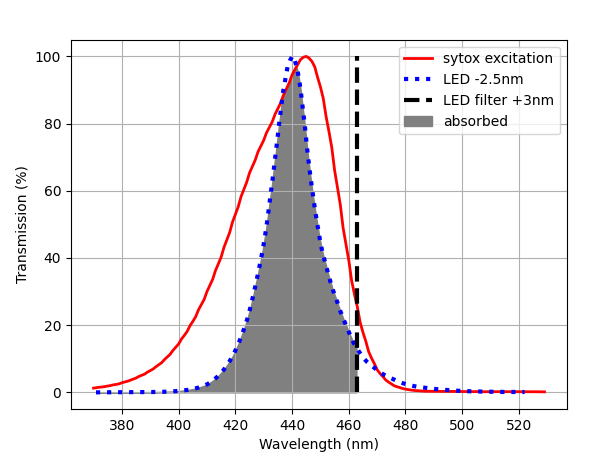 sytox excitation
LED -2.5nm
LED filter +3nm
absorbed
Transmission (%)
100
80
60
40
20
0
380 400 420 440 460 480 500 520
Wavelength (nm)